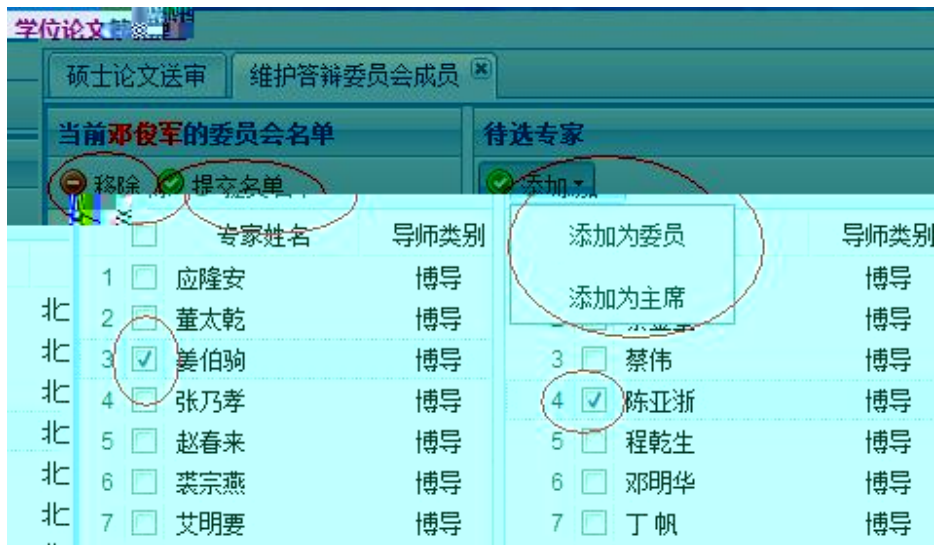 学位论文
硕士论文送审 维护答辩委员会成员
当前邓俊军的委员会名单 待选专家
移除 提交名单 添加
专家姓名 导师类别 添加为委员 导师类别
1 应隆安 博导 博导
添加为主席
北 2 董太乾 博导 博导
北 3 姜伯驹 博导 3 蔡伟 博导
北 4 张乃孝 博导 4 陈亚浙 博导
北 5 赵春来 博导 5 程乾生 博导
北 6 裘宗燕 博导 6 邓明华 博导
北 7 艾明要 博导 7 丁帆 博导